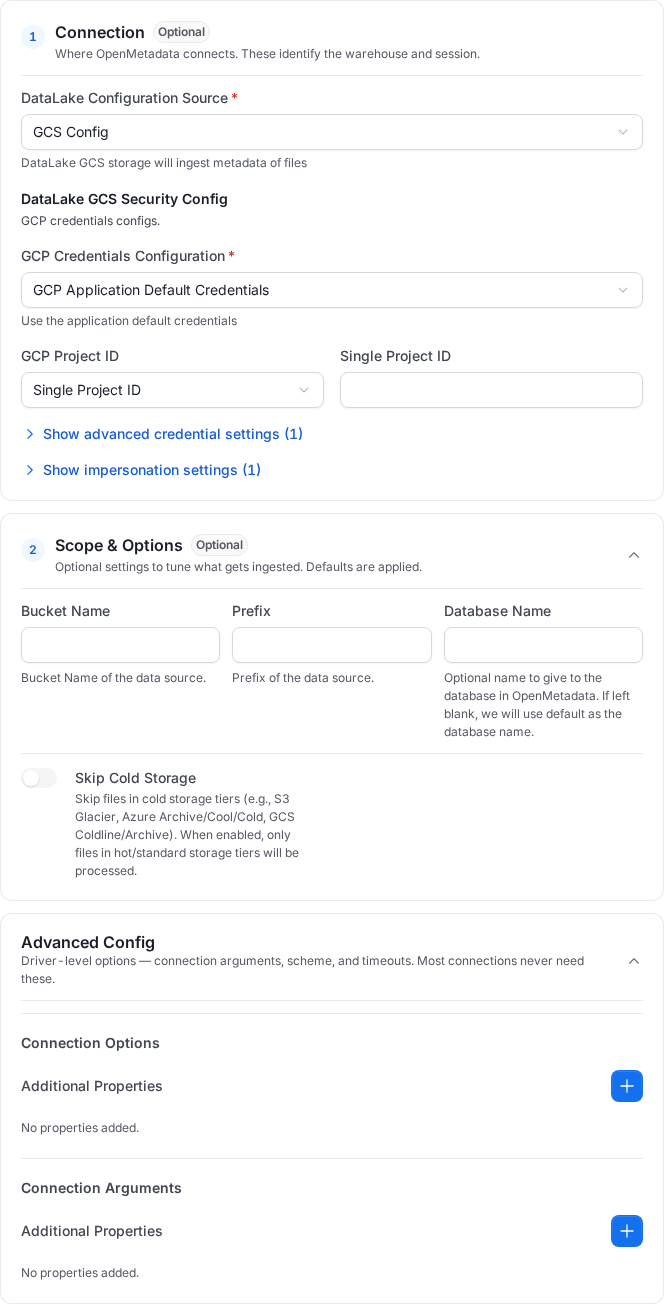 1
Connection
Optional
Where OpenMetadata connects. These identify the warehouse and session.
DataLake Configuration Source *
GCS Config
DataLake GCS storage will ingest metadata of files
DataLake GCS Security Config
GCP credentials configs.
GCP Credentials Configuration *
GCP Application Default Credentials
Use the application default credentials
GCP Project ID
Single Project ID
Single Project ID
Show advanced credential settings (1)
Show impersonation settings (1)
2
Scope & Options
Optional
Optional settings to tune what gets ingested. Defaults are applied.
Bucket Name
Bucket Name of the data source.
Prefix
Prefix of the data source.
Database Name
Optional name to give to the
database in OpenMetadata. If left
blank, we will use default as the
database name.
Skip Cold Storage
Skip files in cold storage tiers (e.g., S3
Glacier, Azure Archive/Cool/Cold, GCS
Coldline/Archive). When enabled, only
files in hot/standard storage tiers will be
processed.
Advanced Config
Driver-level options — connection arguments, scheme, and timeouts. Most connections never need
these.
Connection Options
Additional Properties
No properties added.
Connection Arguments
Additional Properties
No properties added.